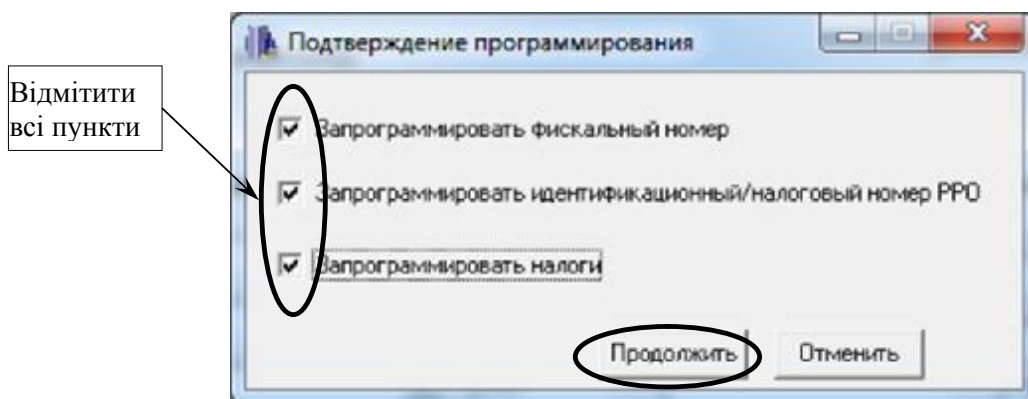 Подтверждение программирования
Відмітити
всі пункти
Запрограммировать фискальный номер
Запрограммировать идентификационный/налоговый номер РРО
Запрограммировать налоги
Продолжить
Отменить